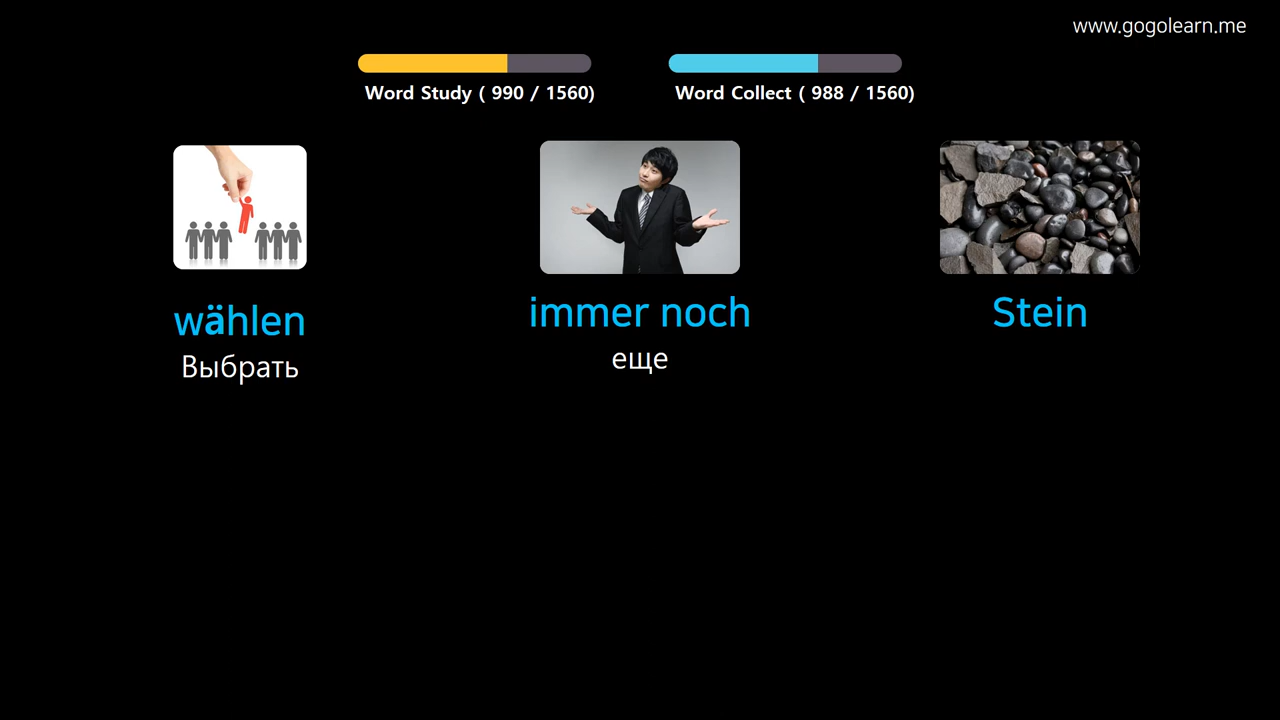 www.gogolearn.me
Word Study ( 990 / 1560)
Word Collect ( 988 / 1560)
wählen
Выбрать
immer noch
еще
Stein